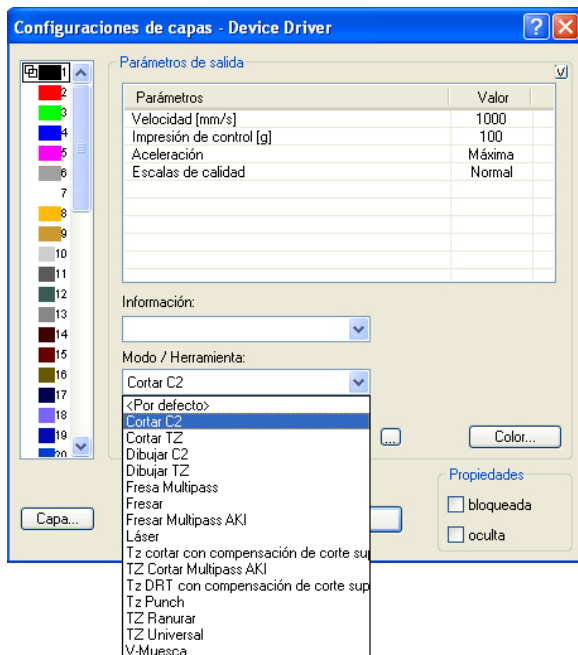 Configuraciones de capas - Device Driver
Parámetros de salida
Parámetros Valor
Velocidad [mm/s] 1000
Impresión de control [g] 100
Aceleración Máxima
Escalas de calidad Normal
1
2
3
4
5
6
7
8
9
10
11
12
13
14
15
16
17
18
19
20
Información:
Modo / Herramienta:
Cortar C2
<Por defecto>
Cortar C2
Cortar TZ
Dibujar C2
Dibujar TZ
Fresa Multipass
Fresar
Fresar Multipass AKI
Láser
Tz cortar con compensación de corte sup
TZ Cortar Multipass AKI
Tz DRT con compensación de corte sup
Tz Punch
TZ Ranurar
TZ Universal
V-Muesca
...
Color...
Propiedades
bloqueada
oculta
Capa...